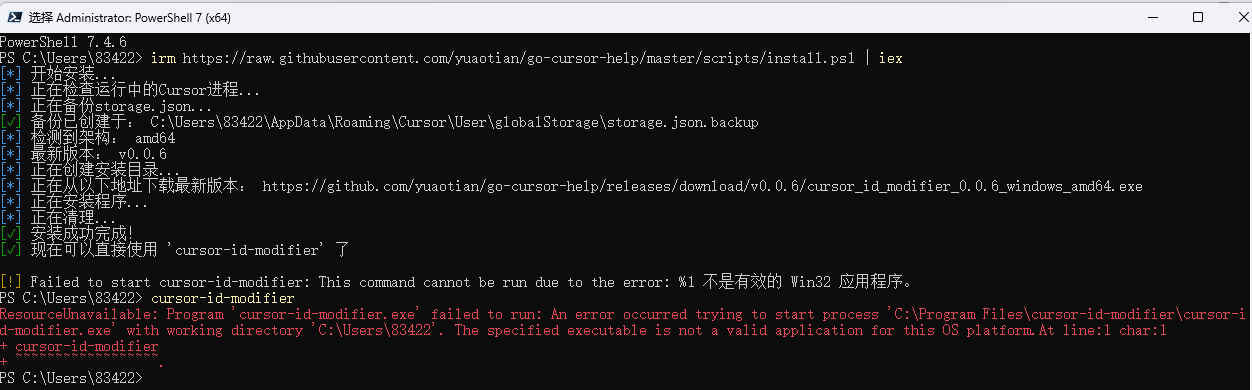 选择 Administrator: PowerShell 7 (x64)
PowerShell 7.4.6
PS C:\Users\83422> irm https://raw.githubusercontent.com/yuaotian/go-cursor-help/master/scripts/install.ps1 | iex
[*] 开始安装...
[*] 正在检查运行中的Cursor进程...
[*] 正在备份storage.json...
[✓] 备份已创建于： C:\Users\83422\AppData\Roaming\Cursor\User\globalStorage\storage.json.backup
[*] 检测到架构： amd64
[*] 最新版本： v0.0.6
[*] 正在创建安装目录...
[*] 正在从以下地址下载最新版本： https://github.com/yuaotian/go-cursor-help/releases/download/v0.0.6/cursor_id_modifier_0.0.6_windows_amd64.exe
[*] 正在安装程序...
[*] 正在清理...
[✓] 安装成功完成!
[✓] 现在可以直接使用 'cursor-id-modifier' 了
[!] Failed to start cursor-id-modifier: This command cannot be run due to the error: %1 不是有效的 Win32 应用程序。
PS C:\Users\83422> cursor-id-modifier
ResourceUnavailable: Program 'cursor-id-modifier.exe' failed to run: An error occurred trying to start process 'C:\Program Files\cursor-id-modifier\cursor-i
d-modifier.exe' with working directory 'C:\Users\83422'. The specified executable is not a valid application for this OS platform.At line:1 char:1
+ cursor-id-modifier
+ ~~~~~~~~~~~~~~~~~~.
PS C:\Users\83422>